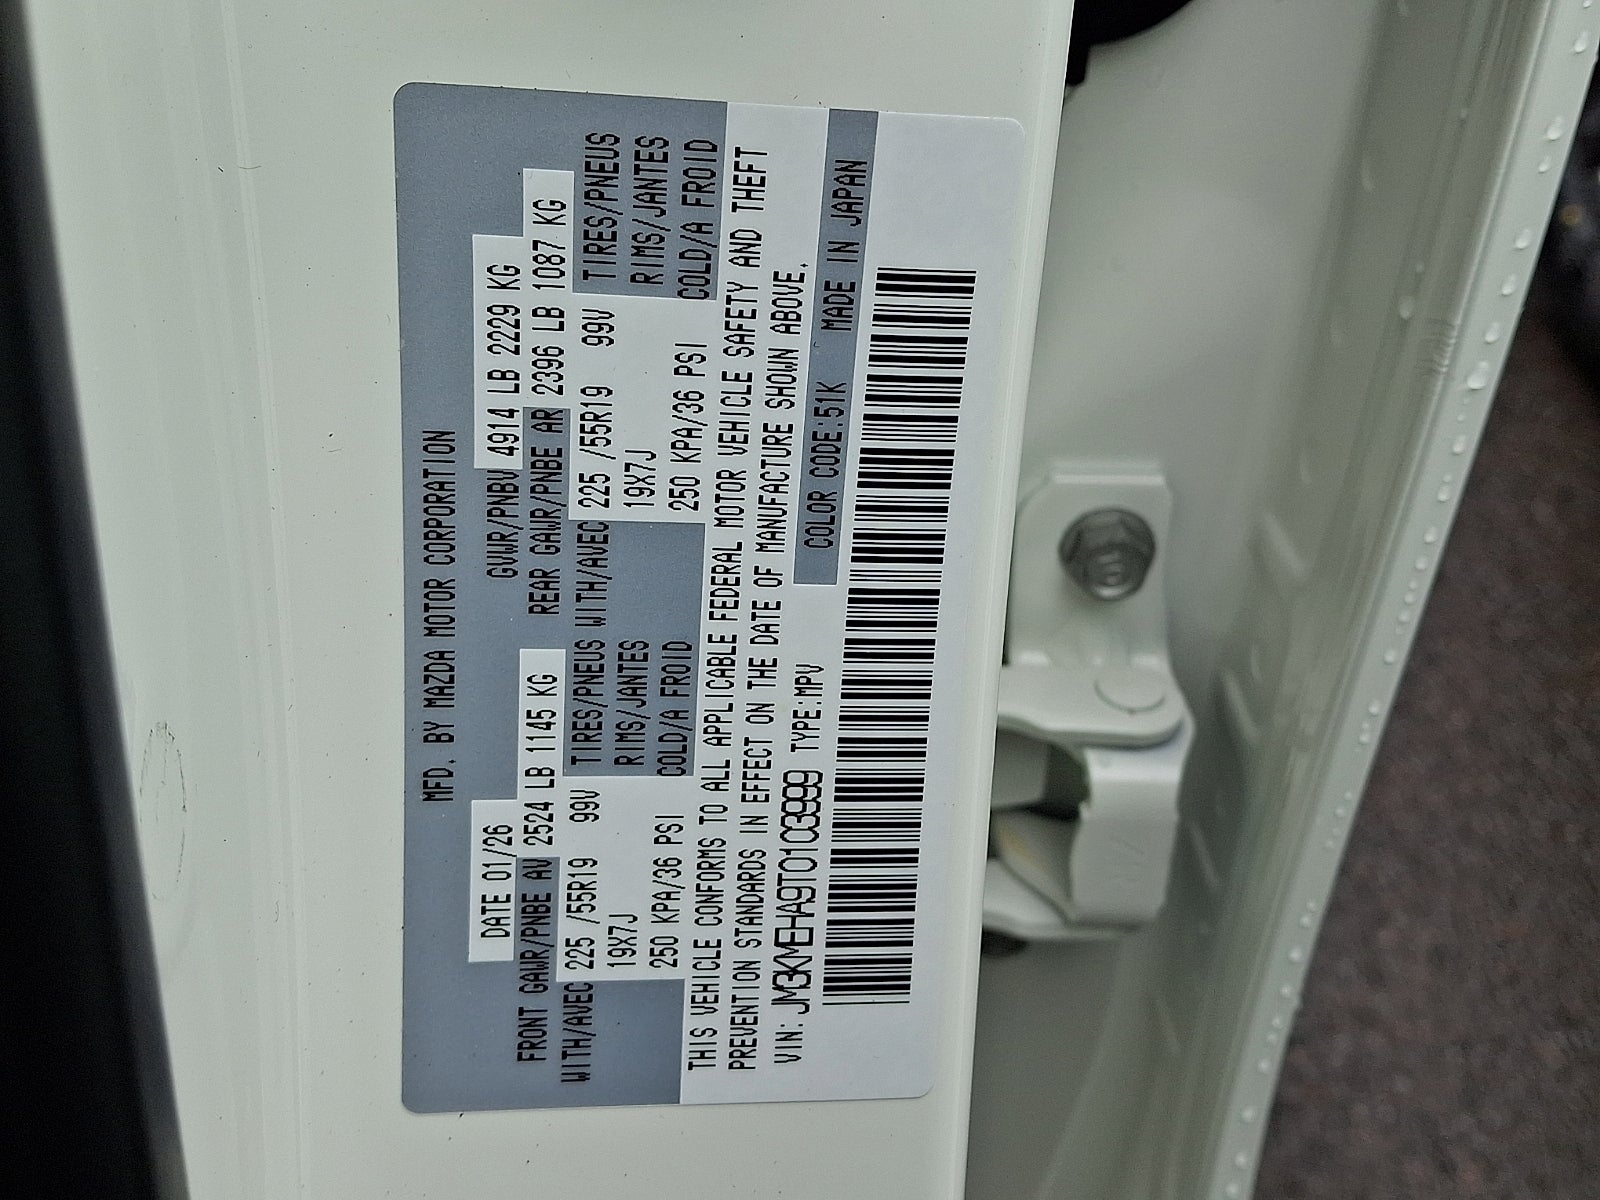 MFD. BY MAZDA MOTOR CORPORATION
DATE 01/26 GVWR/PNBV 4914 LB 2229 KG
FRONT GAWR/PNBE AV 2524 LB 1145 KG REAR GAWR/PNBE AR 2396 LB 1087 KG
WITH/AVEC 225 /55R19 99V TIRES/PNEUS WITH/AVEC 225 /55R19 99V TIRES/PNEUS
19X7J RIMS/JANTES 19X7J RIMS/JANTES
250 KPA/36 PSI COLD/A FROID 250 KPA/36 PSI COLD/A FROID
THIS VEHICLE CONFORMS TO ALL APPLICABLE FEDERAL MOTOR VEHICLE SAFETY AND THEFT
PREVENTION STANDARDS IN EFFECT ON THE DATE OF MANUFACTURE SHOWN ABOVE.
VIN: JM3KMEHA9T0103999 TYPE:MPV COLOR CODE:51K MADE IN JAPAN